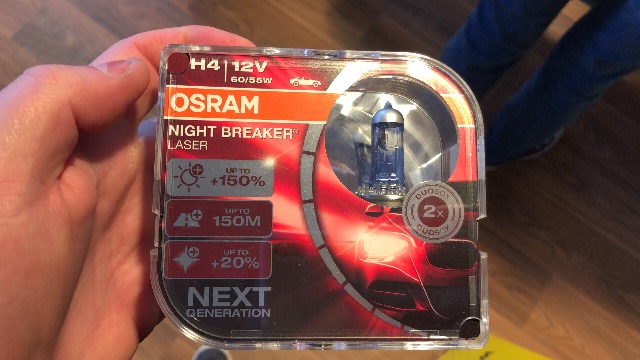 H4 | 12V
60/55W
OSRAM
NIGHT BREAKER®
LASER
UP TO
+150%
UP TO
150M
UP TO
+20%
NEXT
GENERATION
DUOBOX
2x
DUOBOX